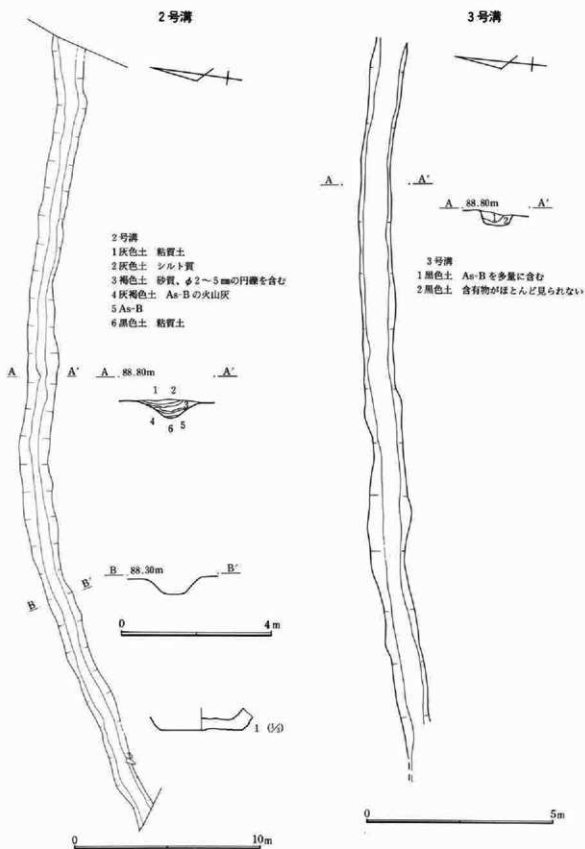 2号溝
2号溝
1灰色土 粘質土
2灰色土 シルト質
3褐色土 砂質、φ2～5㎜の円礫を含む
4灰褐色土 As-Bの火山灰
5 As-B
6黒色土 粘質土
A A'
A 88.80m A'
1 2
3
4 5
6
B B'
B 88.30m B'
0 4m
1 (⅓)
0 10m
3号溝
A A'
A 88.80m A'
1 2
3号溝
1黒色土 As-Bを多量に含む
2黒色土 含有物がほとんど見られない
0 5m